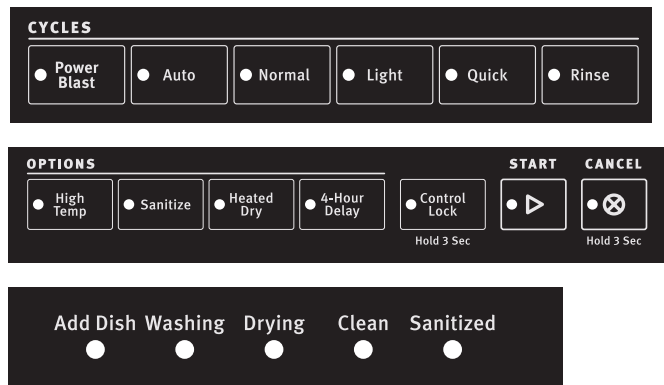 CYCLES
Power Blast
Auto
Normal
Light
Quick
Rinse
OPTIONS
START
CANCEL
High Temp
Sanitize
Heated Dry
4-Hour Delay
Control Lock
Hold 3 Sec
Hold 3 Sec
Add Dish Washing Drying Clean Sanitized